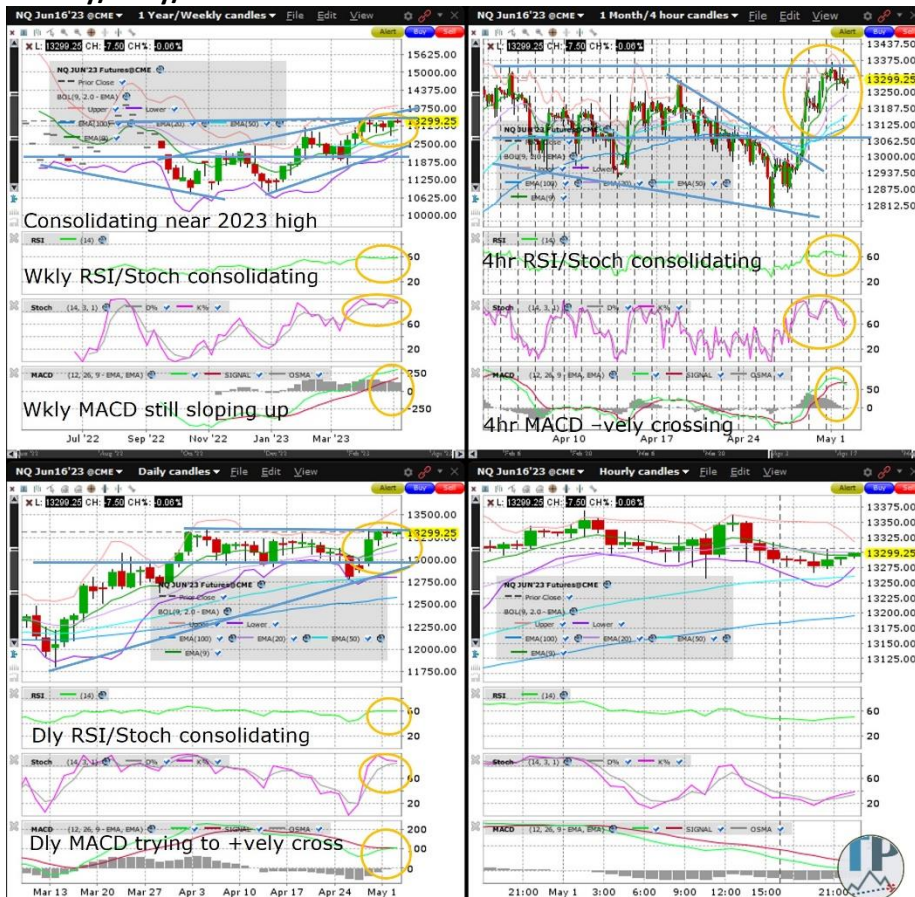 NQ Jun16'23 @CME 1 Year/Weekly candles File Edit View
Alert Buy Sell
L: 13299.25 CH: -7.50 CH%: -0.06%
NQ JUN'23 Futures@CME
Prior Close
BOL(9, 2.0 - EMA)
Upper Lower
EMA(100) EMA(20) EMA(50)
EMA(9)
15625.00
15000.00
14375.00
13750.00
13299.25
12500.00
11875.00
11250.00
10625.00
10000.00
Consolidating near 2023 high
RSI (14)
60
20
Wkly RSI/Stoch consolidating
Stoch (14, 3, 1) D% K%
60
20
MACD (12, 26, 9 - EMA, EMA) SIGNAL OSMA
250
0
-250
Wkly MACD still sloping up
Jul '22 Sep '22 Nov '22 Jan '23 Mar'23
NQ Jun16'23 @CME 1 Month/4 hour candles File Edit View
Alert Buy Sell
L: 13299.25 CH: -7.50 CH%: -0.06%
NQ JUN'23 Futures@CME
Prior Close
BOL(9, 2.0 - EMA)
Upper Lower
EMA(100) EMA(20) EMA(50)
EMA(9)
13437.50
13375.00
13299.25
13250.00
13187.50
13125.00
13062.50
13000.00
12937.50
12875.00
12812.50
RSI (14)
60
20
4hr RSI/Stoch consolidating
Stoch (14, 3, 1) D% K%
60
20
MACD (12, 26, 9 - EMA, EMA) SIGNAL OSMA
50
0
4hr MACD –vely crossing
Apr 10 Apr 17 Apr 24 May 1
NQ Jun16'23 @CME Daily candles File Edit View
Alert Buy Sell
L: 13299.25 CH: -7.50 CH%: -0.06%
NQ JUN'23 Futures@CME
Prior Close
BOL(9, 2.0 - EMA)
Upper Lower
EMA(100) EMA(20) EMA(50)
EMA(9)
13500.00
13299.25
13000.00
12750.00
12500.00
12250.00
12000.00
11750.00
RSI (14)
60
20
Dly RSI/Stoch consolidating
Stoch (14, 3, 1) D% K%
60
20
MACD (12, 26, 9 - EMA, EMA) SIGNAL OSMA
200
100
0
Dly MACD trying to +vely cross
Mar 13 Mar 20 Mar 27 Apr 3 Apr 10 Apr 17 Apr 24 May 1
NQ Jun16'23 @CME Hourly candles File Edit View
Alert Buy Sell
L: 13299.25 CH: -7.50 CH%: -0.06%
NQ JUN'23 Futures@CME
Prior Close
BOL(9, 2.0 - EMA)
Upper Lower
EMA(100) EMA(20) EMA(50)
EMA(9)
13375.00
13350.00
13325.00
13299.25
13275.00
13250.00
13225.00
13200.00
13175.00
13150.00
13125.00
RSI (14)
60
20
Stoch (14, 3, 1) D% K%
60
20
MACD (12, 26, 9 - EMA, EMA) SIGNAL OSMA
20
0
21:00 May 1 3:00 6:00 9:00 12:00 15:00 21:00
TP